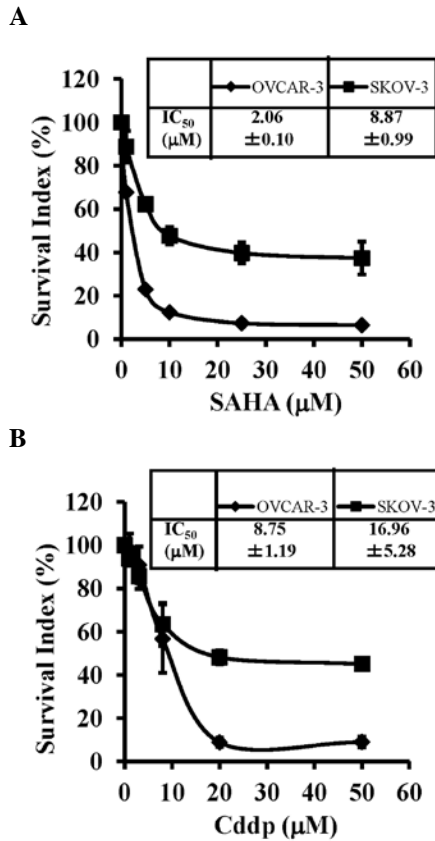 A
OVCAR-3 SKOV-3
IC50 2.06 8.87
(μM) ±0.10 ±0.99
Survival Index (%)
120
100
80
60
40
20
0
0 10 20 30 40 50 60
SAHA (μM)
B
OVCAR-3 SKOV-3
IC50 8.75 16.96
(μM) ±1.19 ±5.28
Survival Index (%)
120
100
80
60
40
20
0
0 10 20 30 40 50 60
Cddp (μM)